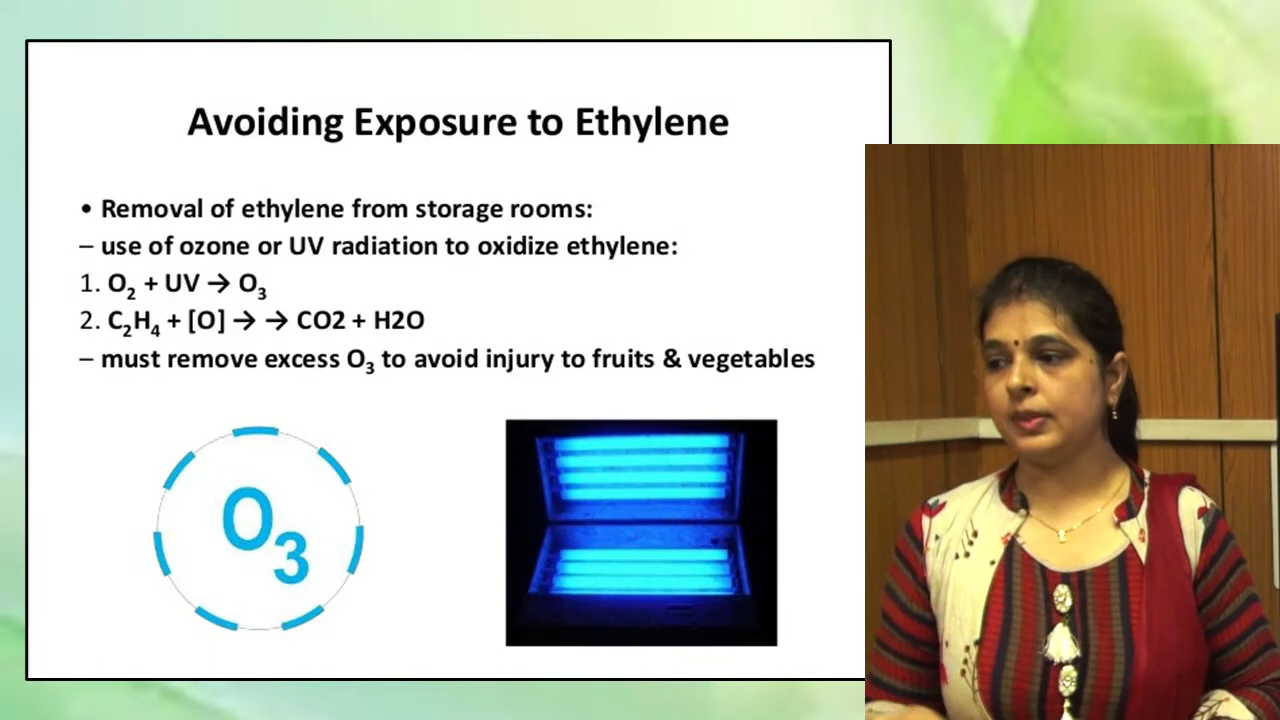 Avoiding Exposure to Ethylene
• Removal of ethylene from storage rooms:
– use of ozone or UV radiation to oxidize ethylene:
1. O₂ + UV → O₃
2. C₂H₄ + [O] → → CO2 + H2O
– must remove excess O₃ to avoid injury to fruits & vegetables
O₃